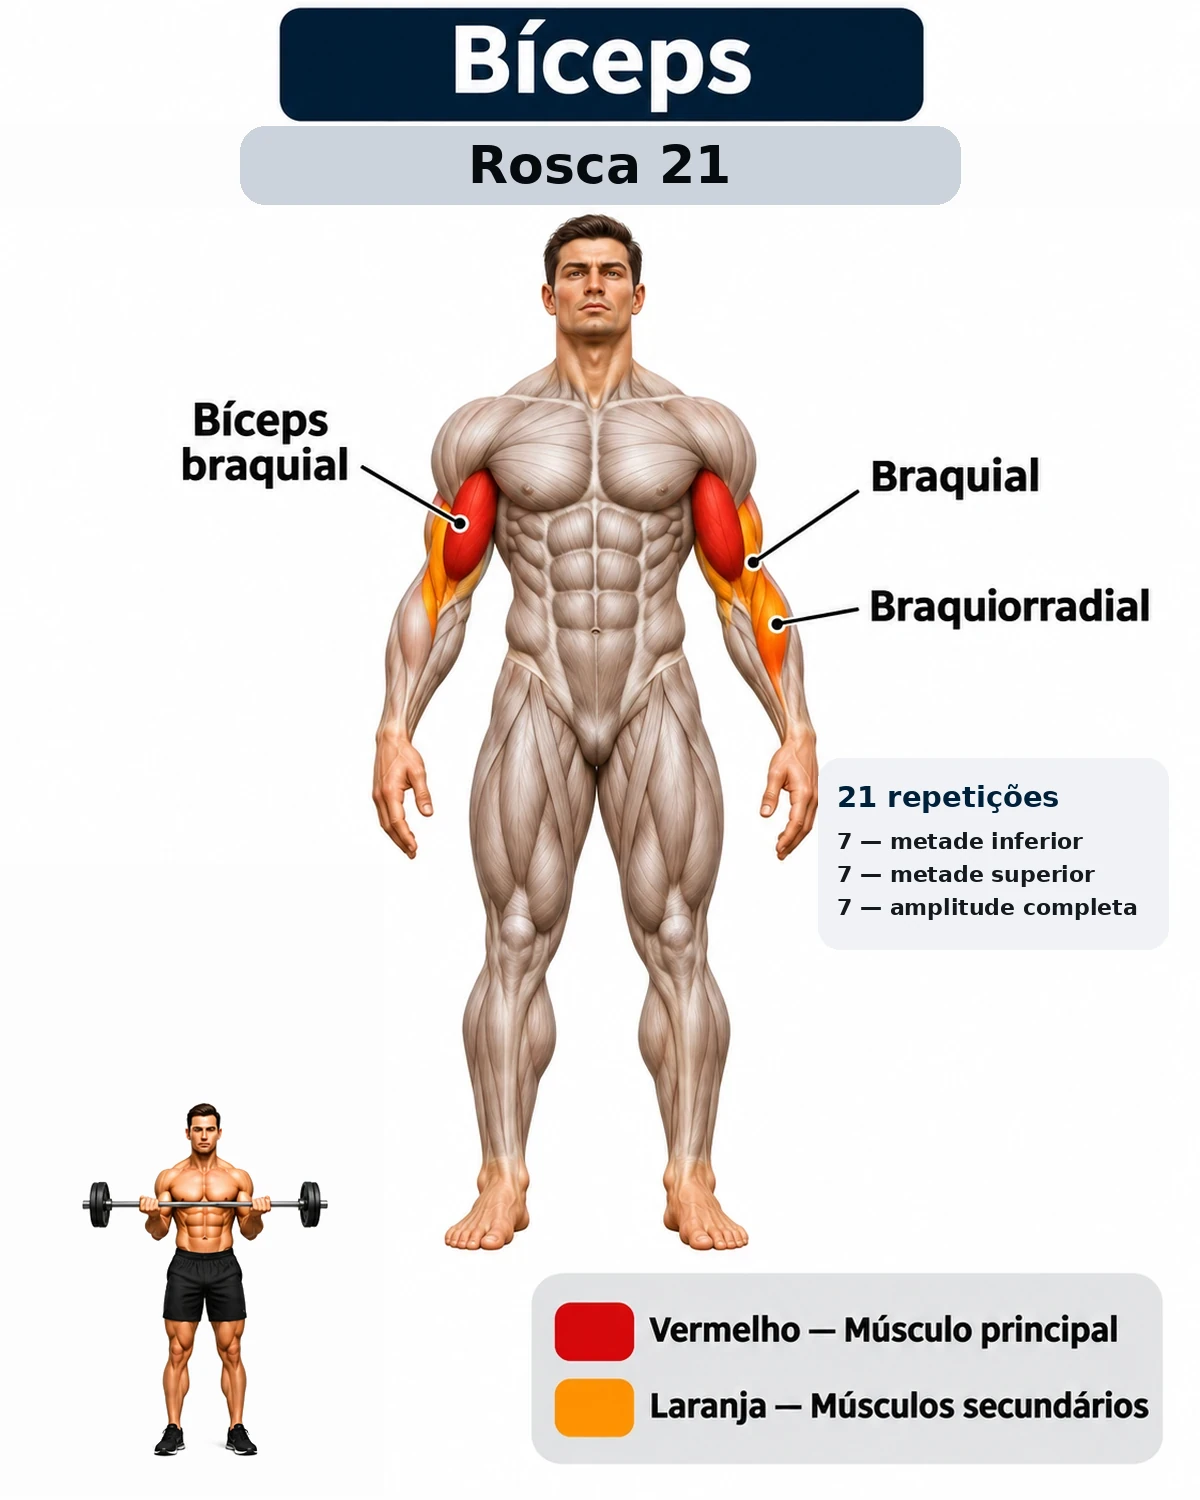 Bíceps
Rosca 21
Bíceps
braquial
Braquial
Braquiorradial
21 repetições
7 — metade inferior
7 — metade superior
7 — amplitude completa
Vermelho — Músculo principal
Laranja — Músculos secundários